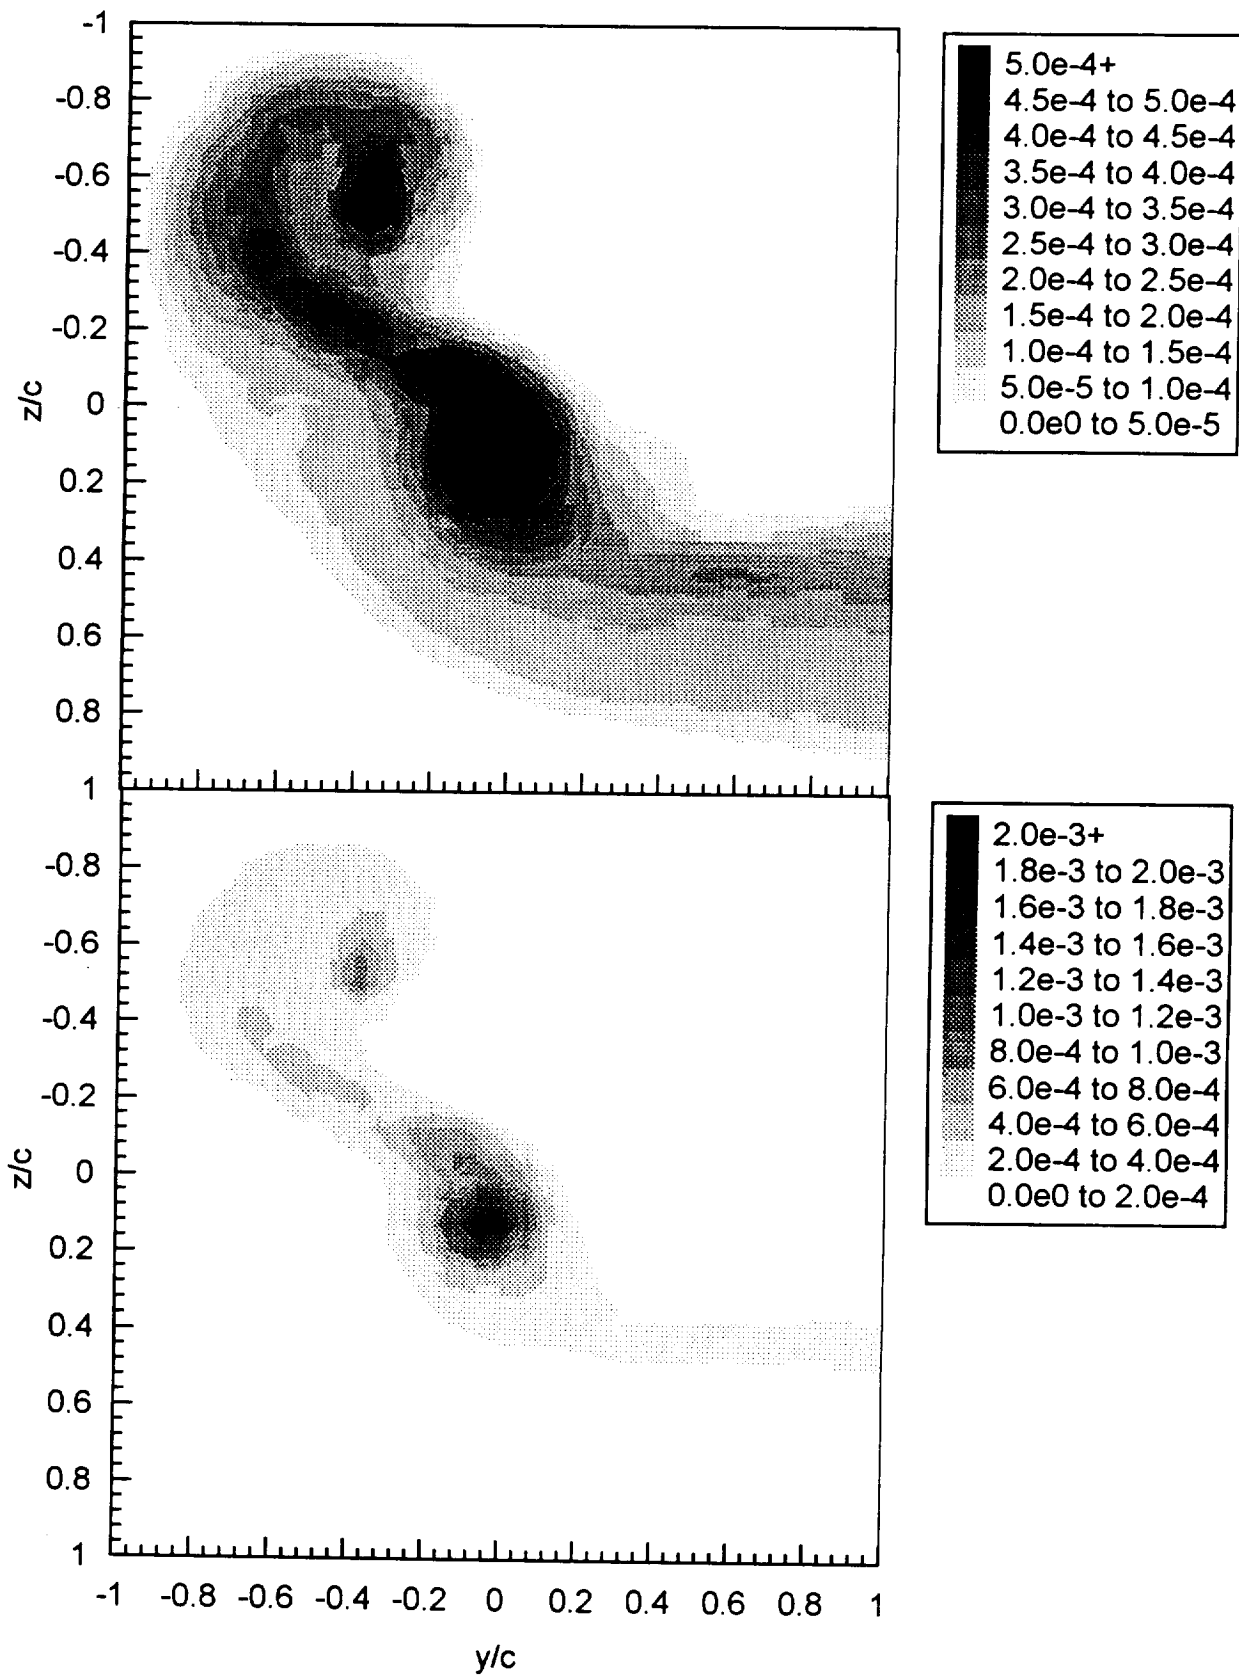 -1
-0.8
-0.6
-0.4
-0.2
0
0.2
0.4
0.6
0.8
1
z/c
5.0e-4+
4.5e-4 to 5.0e-4
4.0e-4 to 4.5e-4
3.5e-4 to 4.0e-4
3.0e-4 to 3.5e-4
2.5e-4 to 3.0e-4
2.0e-4 to 2.5e-4
1.5e-4 to 2.0e-4
1.0e-4 to 1.5e-4
5.0e-5 to 1.0e-4
0.0e0 to 5.0e-5
-0.8
-0.6
-0.4
-0.2
0
0.2
0.4
0.6
0.8
1
z/c
2.0e-3+
1.8e-3 to 2.0e-3
1.6e-3 to 1.8e-3
1.4e-3 to 1.6e-3
1.2e-3 to 1.4e-3
1.0e-3 to 1.2e-3
8.0e-4 to 1.0e-3
6.0e-4 to 8.0e-4
4.0e-4 to 6.0e-4
2.0e-4 to 4.0e-4
0.0e0 to 2.0e-4
-1 -0.8 -0.6 -0.4 -0.2 0 0.2 0.4 0.6 0.8 1
y/c